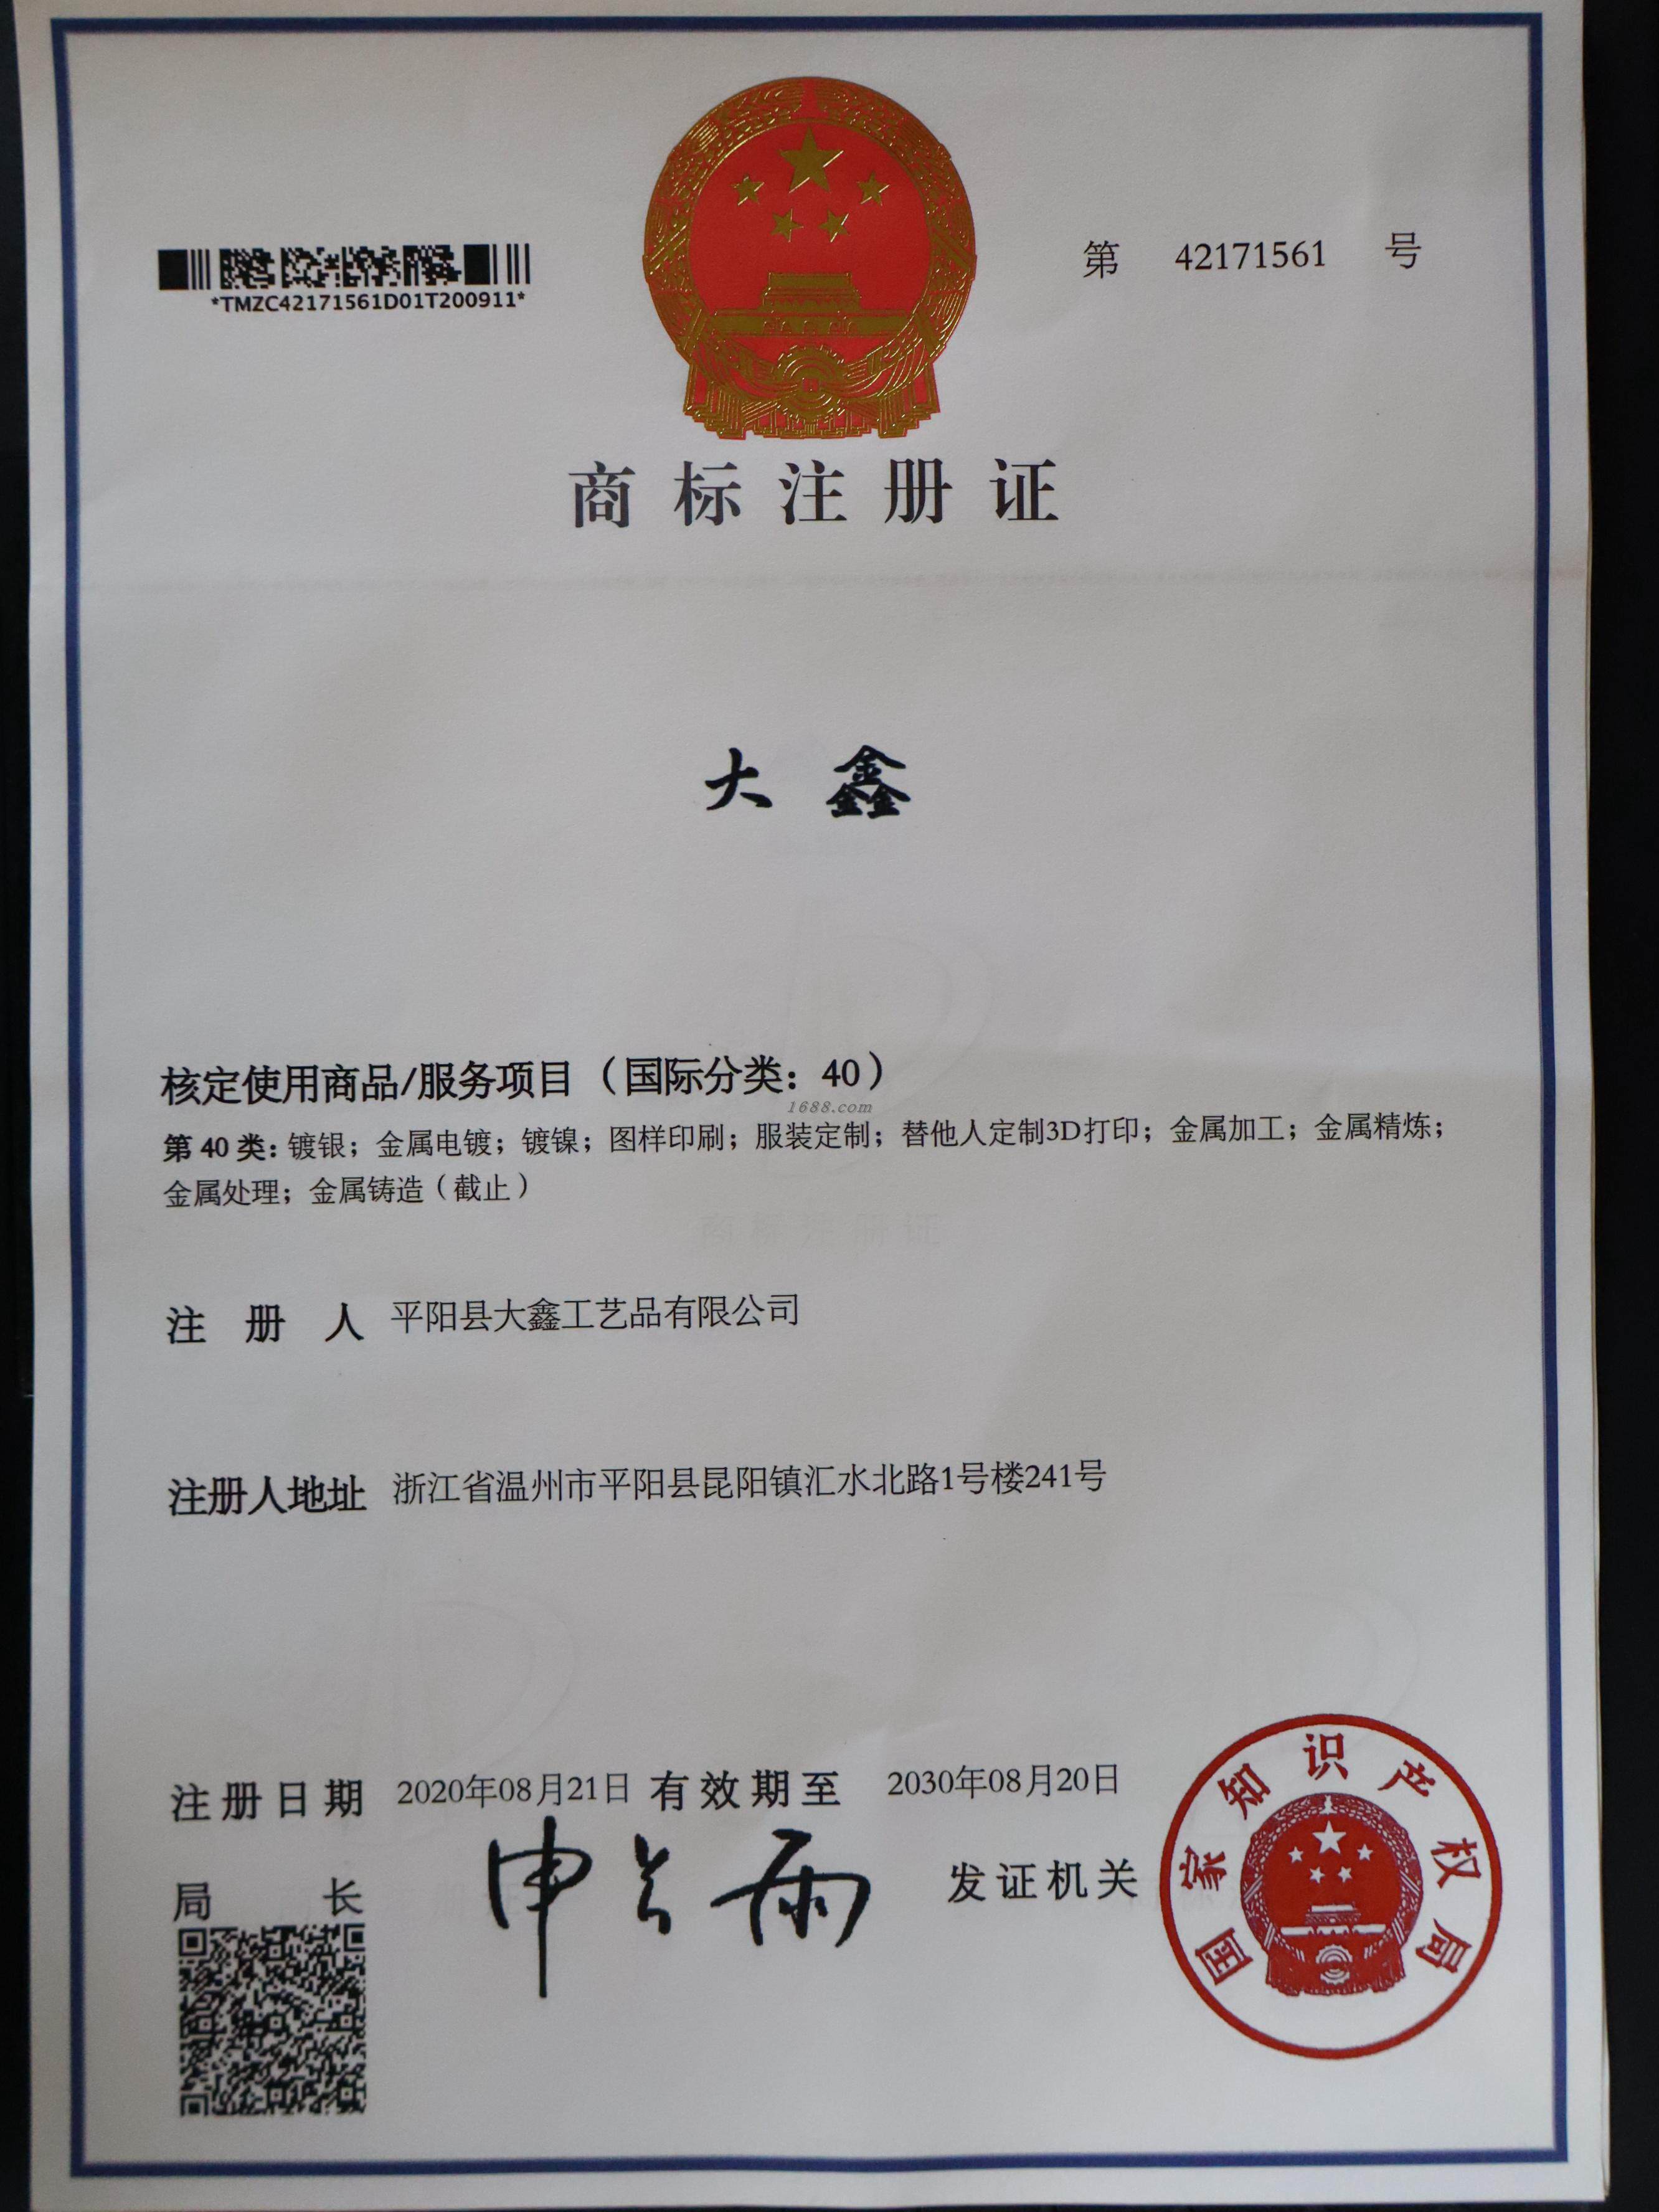 第 42171561 号
*TMZC42171561D01T200911*
商标注册证
大鑫
核定使用商品/服务项目（国际分类：40）
1688.com
第 40 类：镀银；金属电镀；镀镍；图样印刷；服装定制；替他人定制3D打印；金属加工；金属精炼；
金属处理；金属铸造（截止）
商标注册证
注册人 平阳县大鑫工艺品有限公司
注册人地址 浙江省温州市平阳县昆阳镇汇水北路1号楼241号
注册日期 2020年08月21日 有效期至 2030年08月20日
局长 申长雨 发证机关
国家知识产权局